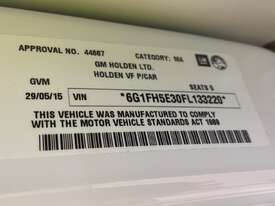 APPROVAL NO. 44667 CATEGORY: MA
GM HOLDEN LTD.
HOLDEN VF P/CAR
GVM SEATS 5
29/05/15 VIN *6G1FH5E30FL133220*
THIS VEHICLE WAS MANUFACTURED TO COMPLY
WITH THE MOTOR VEHICLE STANDARDS ACT 1989